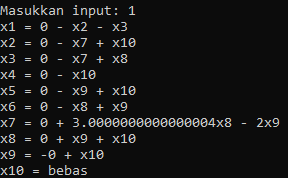 Masukkan input: 1
x1 = 0 - x2 - x3
x2 = 0 - x7 + x10
x3 = 0 - x7 + x8
x4 = 0 - x10
x5 = 0 - x9 + x10
x6 = 0 - x8 + x9
x7 = 0 + 3.0000000000000004x8 - 2x9
x8 = 0 + x9 + x10
x9 = -0 + x10
x10 = bebas